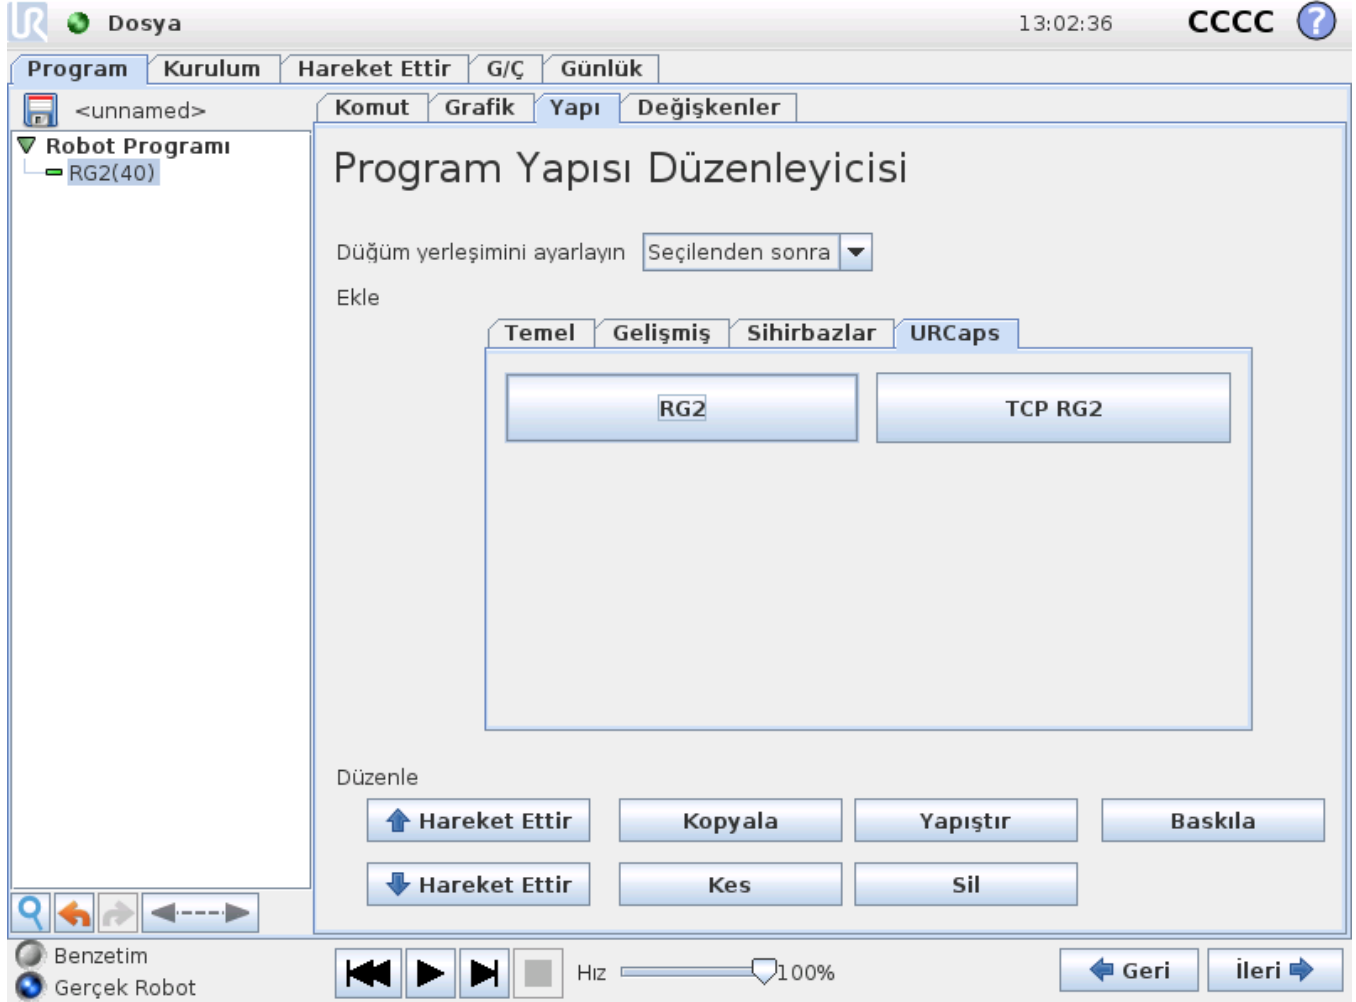 UR
Dosya
13:02:36
CCCC
?
Program
Kurulum
Hareket Ettir
G/Ç
Günlük
<unnamed>
Robot Programı
RG2(40)
Komut
Grafik
Yapı
Değişkenler
Program Yapısı Düzenleyicisi
Düğüm yerleşimini ayarlayın
Seçilenden sonra
Ekle
Temel
Gelişmiş
Sihirbazlar
URCaps
RG2
TCP RG2
Düzenle
Hareket Ettir
Kopyala
Yapıştır
Baskıla
Hareket Ettir
Kes
Sil
Benzetim
Gerçek Robot
Hız
100%
Geri
İleri